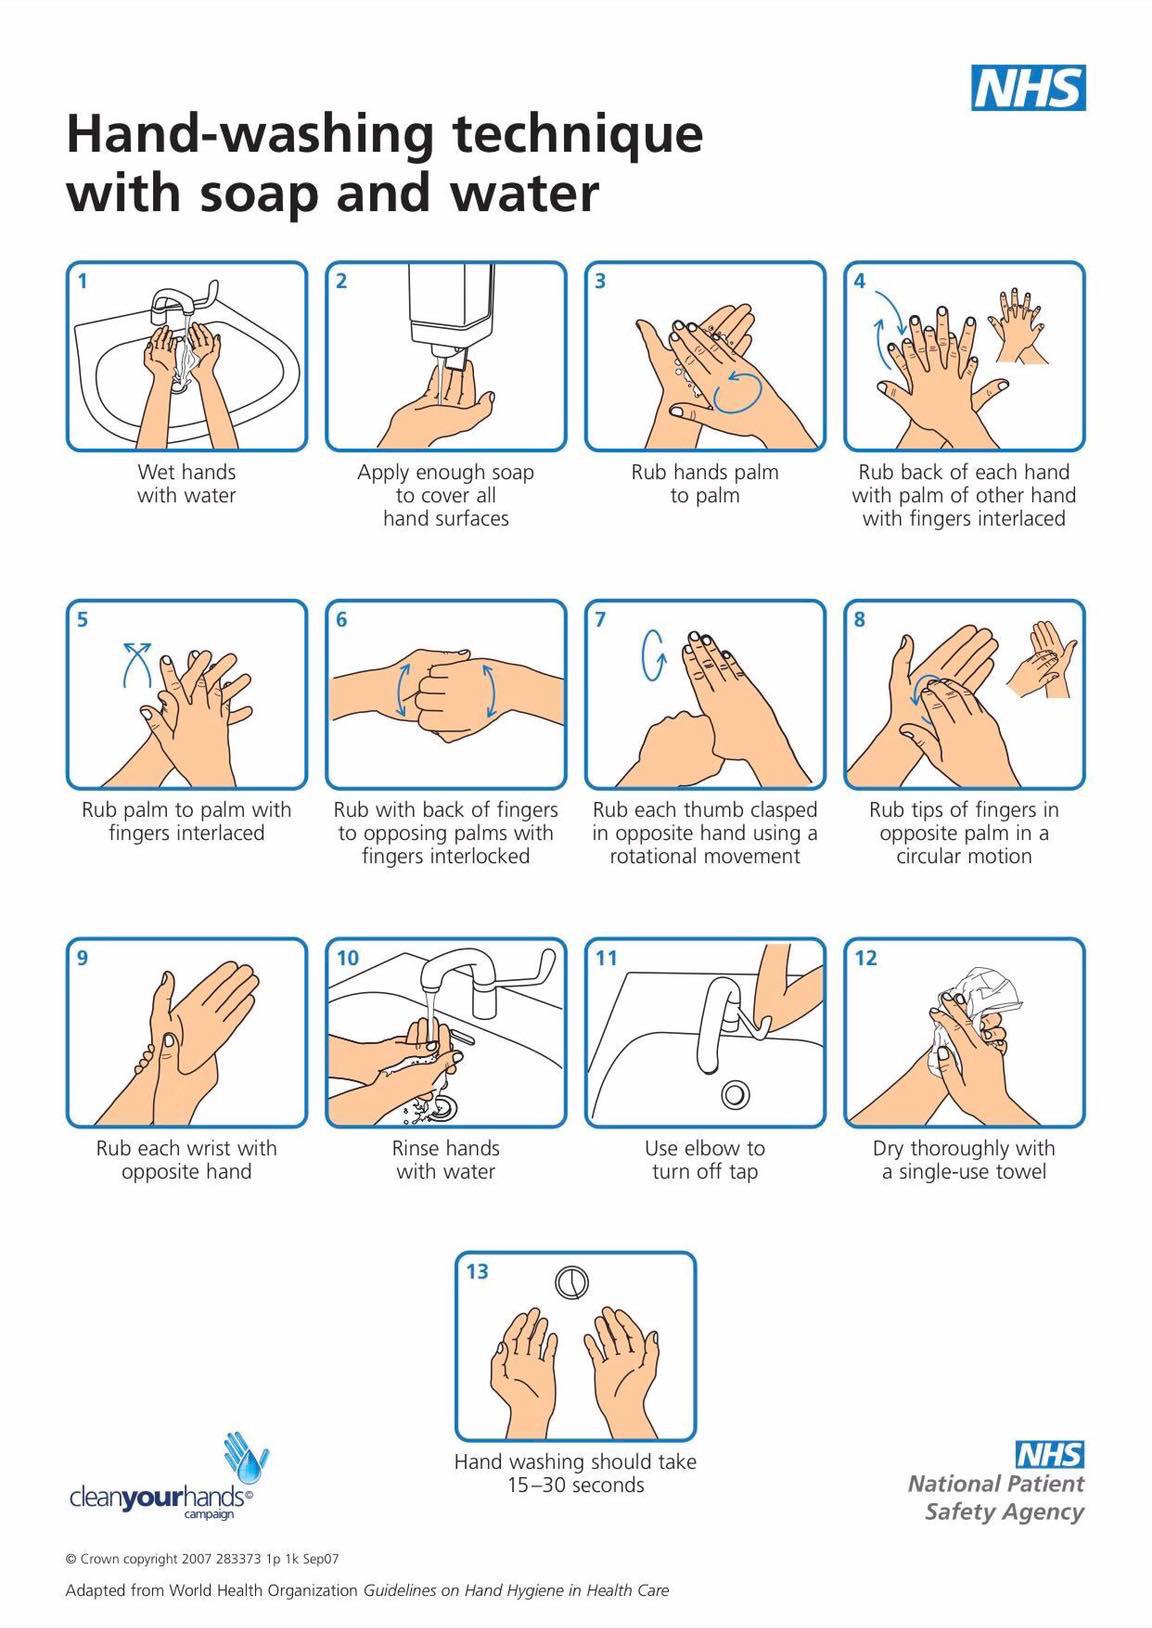 NHS
Hand-washing technique
with soap and water
1
Wet hands
with water
2
Apply enough soap
to cover all
hand surfaces
3
Rub hands palm
to palm
4
Rub back of each hand
with palm of other hand
with fingers interlaced
5
Rub palm to palm with
fingers interlaced
6
Rub with back of fingers
to opposing palms with
fingers interlocked
7
Rub each thumb clasped
in opposite hand using a
rotational movement
8
Rub tips of fingers in
opposite palm in a
circular motion
9
Rub each wrist with
opposite hand
10
Rinse hands
with water
11
Use elbow to
turn off tap
12
Dry thoroughly with
a single-use towel
13
Hand washing should take
15–30 seconds
cleanyourhands©
campaign
NHS
National Patient
Safety Agency
© Crown copyright 2007 283373 1p 1k Sep07
Adapted from World Health Organization Guidelines on Hand Hygiene in Health Care